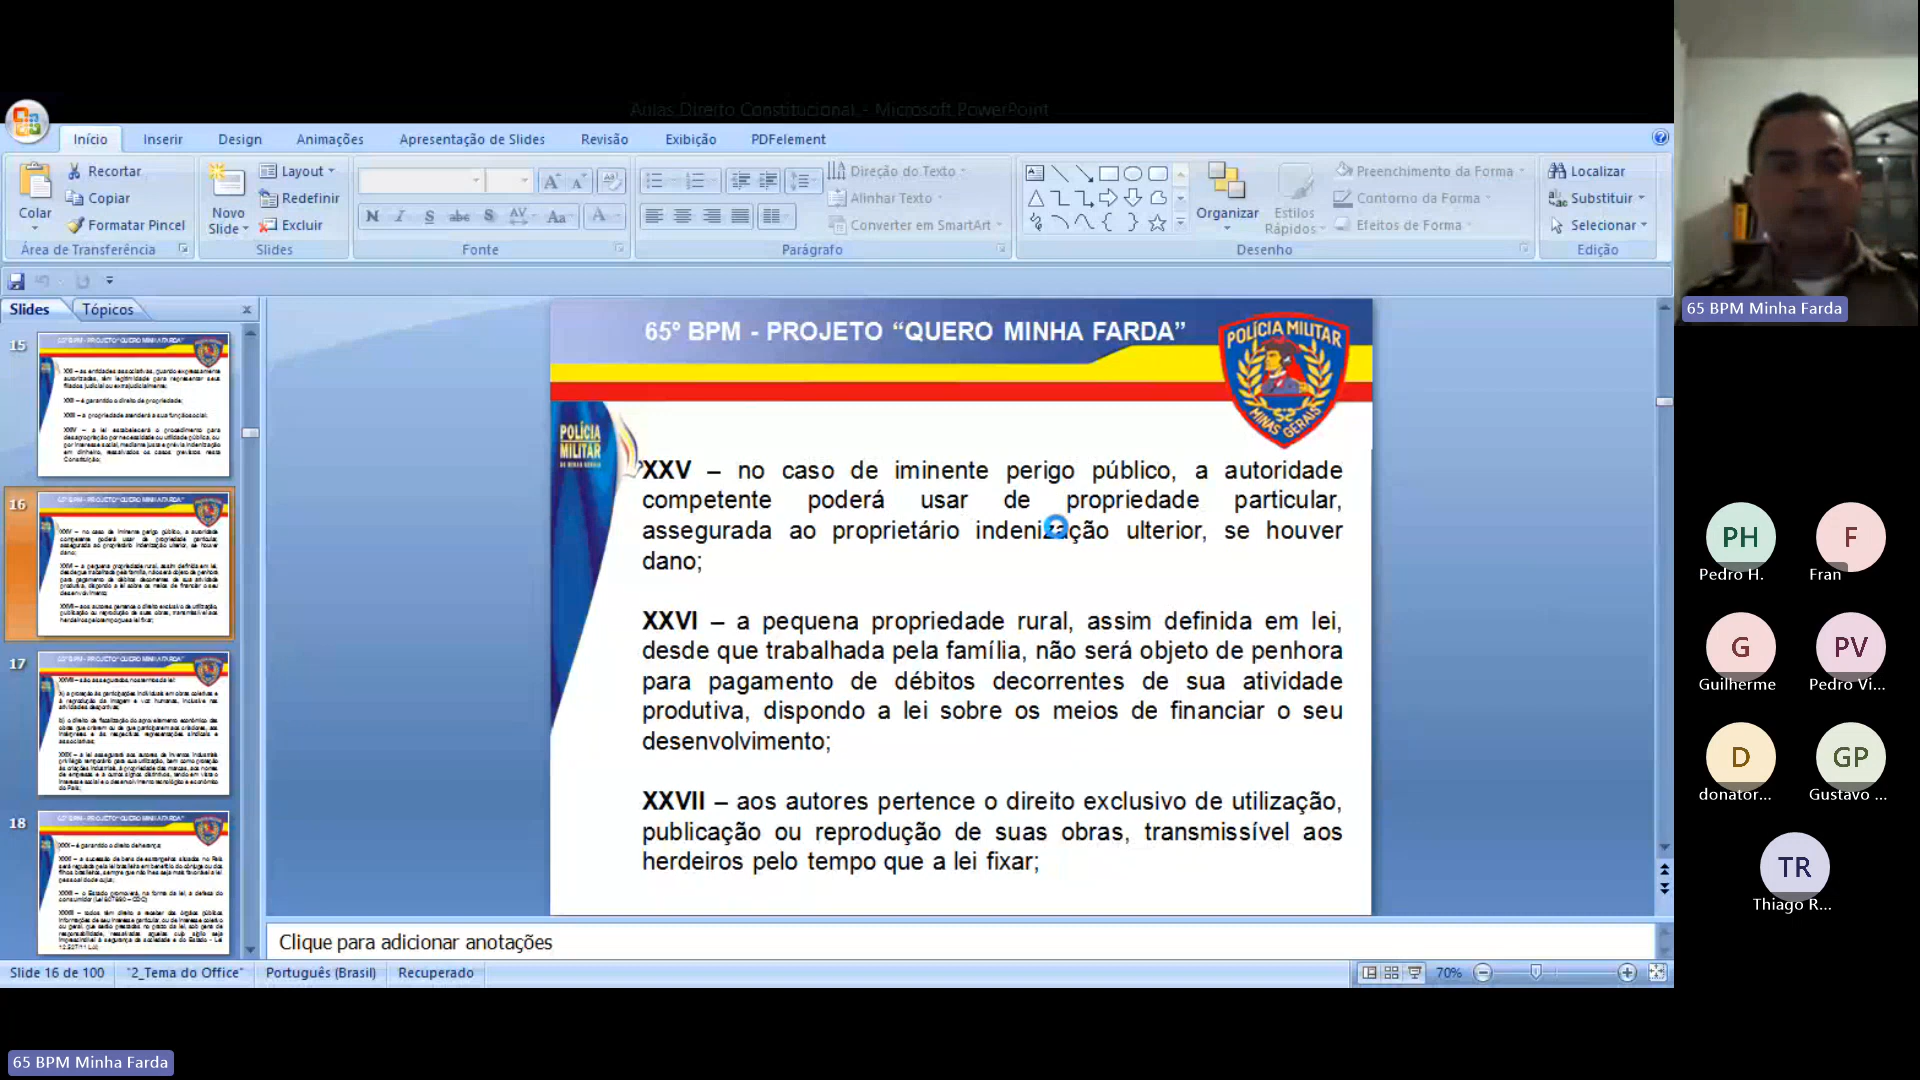 Aulas Direito Constitucional - Microsoft PowerPoint
Início Inserir Design Animações Apresentação de Slides Revisão Exibição PDFelement
Recortar
Copiar
Formatar Pincel
Colar
Área de Transferência
Novo
Slide
Layout
Redefinir
Excluir
Slides
Fonte
Direção do Texto
Alinhar Texto
Converter em SmartArt
Parágrafo
Organizar
Estilos
Rápidos
Preenchimento da Forma
Contorno da Forma
Efeitos de Forma
Desenho
Localizar
Substituir
Selecionar
Edição
Slides Tópicos
15
16
17
18
65º BPM - PROJETO “QUERO MINHA FARDA”
POLÍCIA MILITAR
MINAS GERAIS
POLÍCIA
MILITAR
DE MINAS GERAIS
XXV – no caso de iminente perigo público, a autoridade
competente poderá usar de propriedade particular,
assegurada ao proprietário indenização ulterior, se houver
dano;
XXVI – a pequena propriedade rural, assim definida em lei,
desde que trabalhada pela família, não será objeto de penhora
para pagamento de débitos decorrentes de sua atividade
produtiva, dispondo a lei sobre os meios de financiar o seu
desenvolvimento;
XXVII – aos autores pertence o direito exclusivo de utilização,
publicação ou reprodução de suas obras, transmissível aos
herdeiros pelo tempo que a lei fixar;
Clique para adicionar anotações
Slide 16 de 100 "2_Tema do Office" Português (Brasil) Recuperado 70%
65 BPM Minha Farda
PH F
Pedro H. Fran
G PV
Guilherme Pedro Vi...
D GP
donator... Gustavo ...
TR
Thiago R...
65 BPM Minha Farda